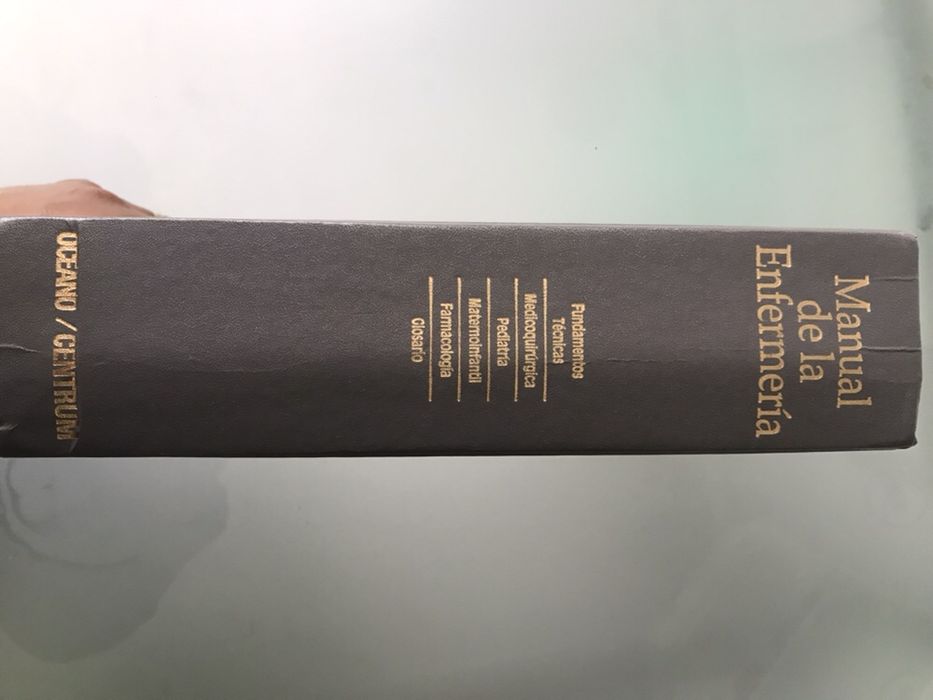 Manual
de la
Enfermería
Fundamentos
Técnicas
Medicoquirúrgica
Pediatría
Maternoinfantil
Farmacología
Glosario
OCEANO / CENTRUM